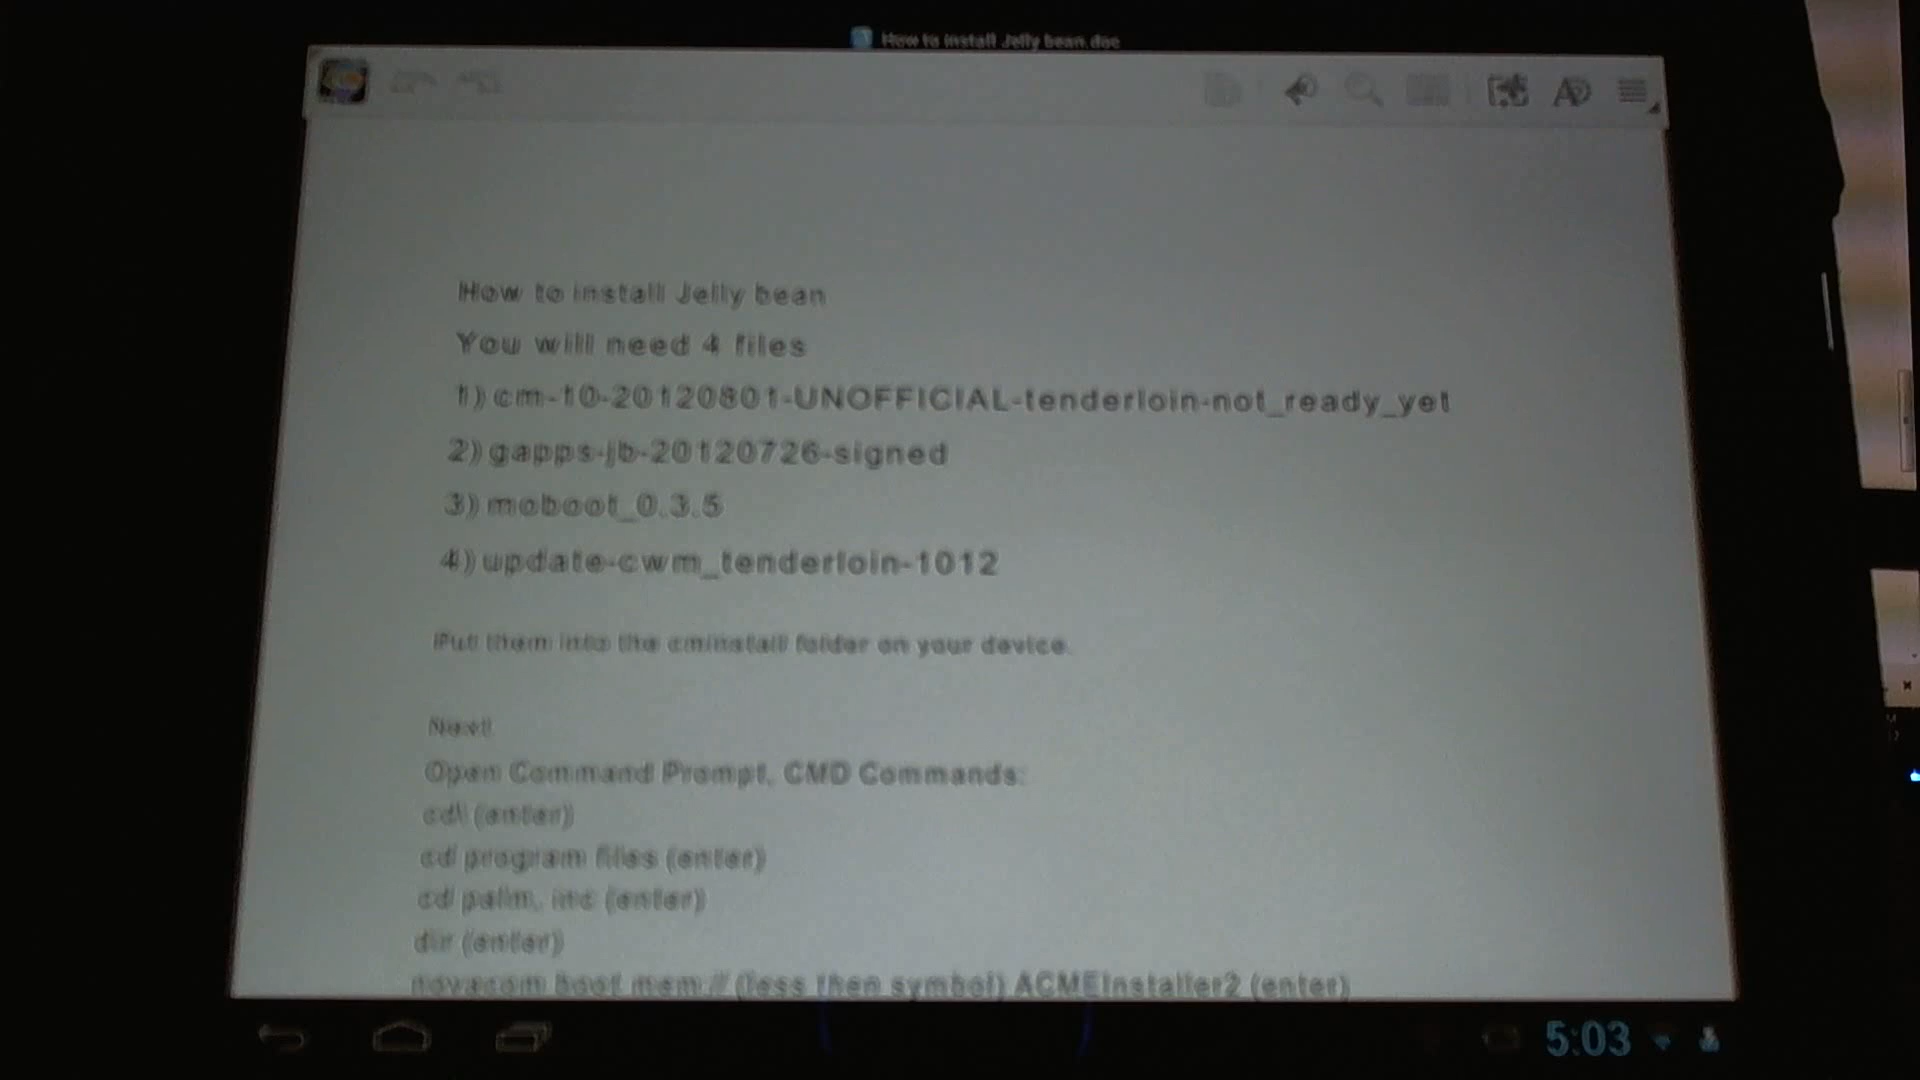 How to install Jelly bean.doc
How to install Jelly bean
You will need 4 files
1) cm-10-20120801-UNOFFICIAL-tenderloin-not_ready_yet
2) gapps-jb-20120726-signed
3) moboot_0.3.5
4) update-cwm_tenderloin-1012
Put them into the cminstall folder on your device.
Next!
Open Command Prompt, CMD Commands:
cd\ (enter)
cd program files (enter)
cd palm, inc (enter)
dir (enter)
novacom boot mem:// (less then symbol) ACMEInstaller2 (enter)
5:03